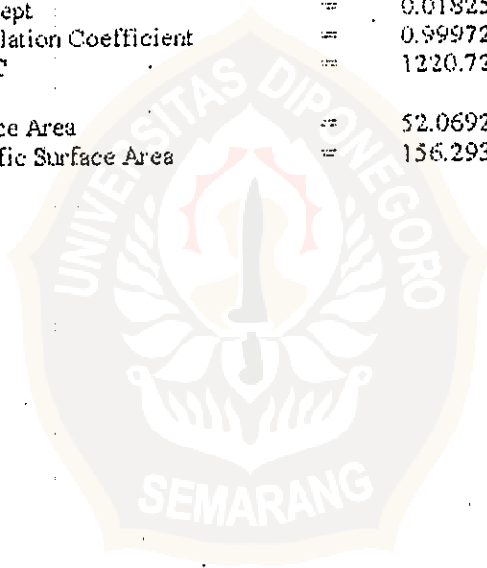 ept = 0.01825
lation Coefficient = 0.99972
C = 1220.73
ce Area = 52.0692
fic Surface Area = 156.293
UNIVERSITAS DIPONEGORO
SEMARANG